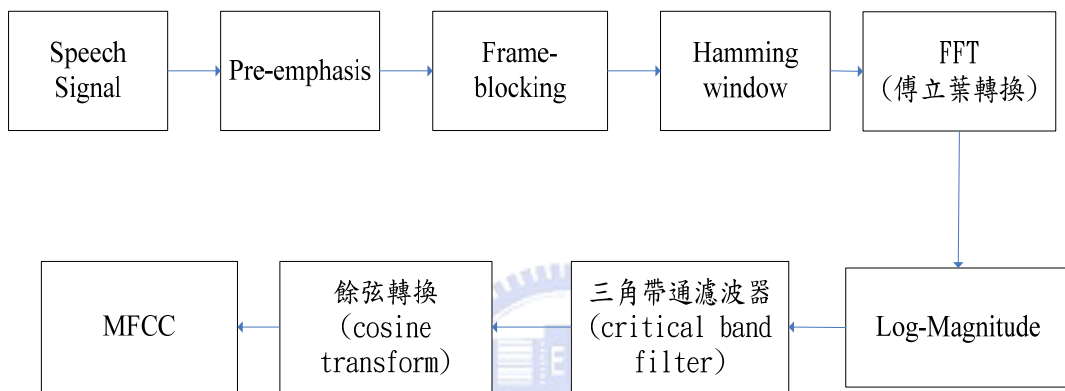 Speech
Signal
Pre-emphasis
Frame-
blocking
Hamming
window
FFT
(傅立葉轉換)
Log-Magnitude
三角帶通濾波器
(critical band
filter)
餘弦轉換
(cosine
transform)
MFCC